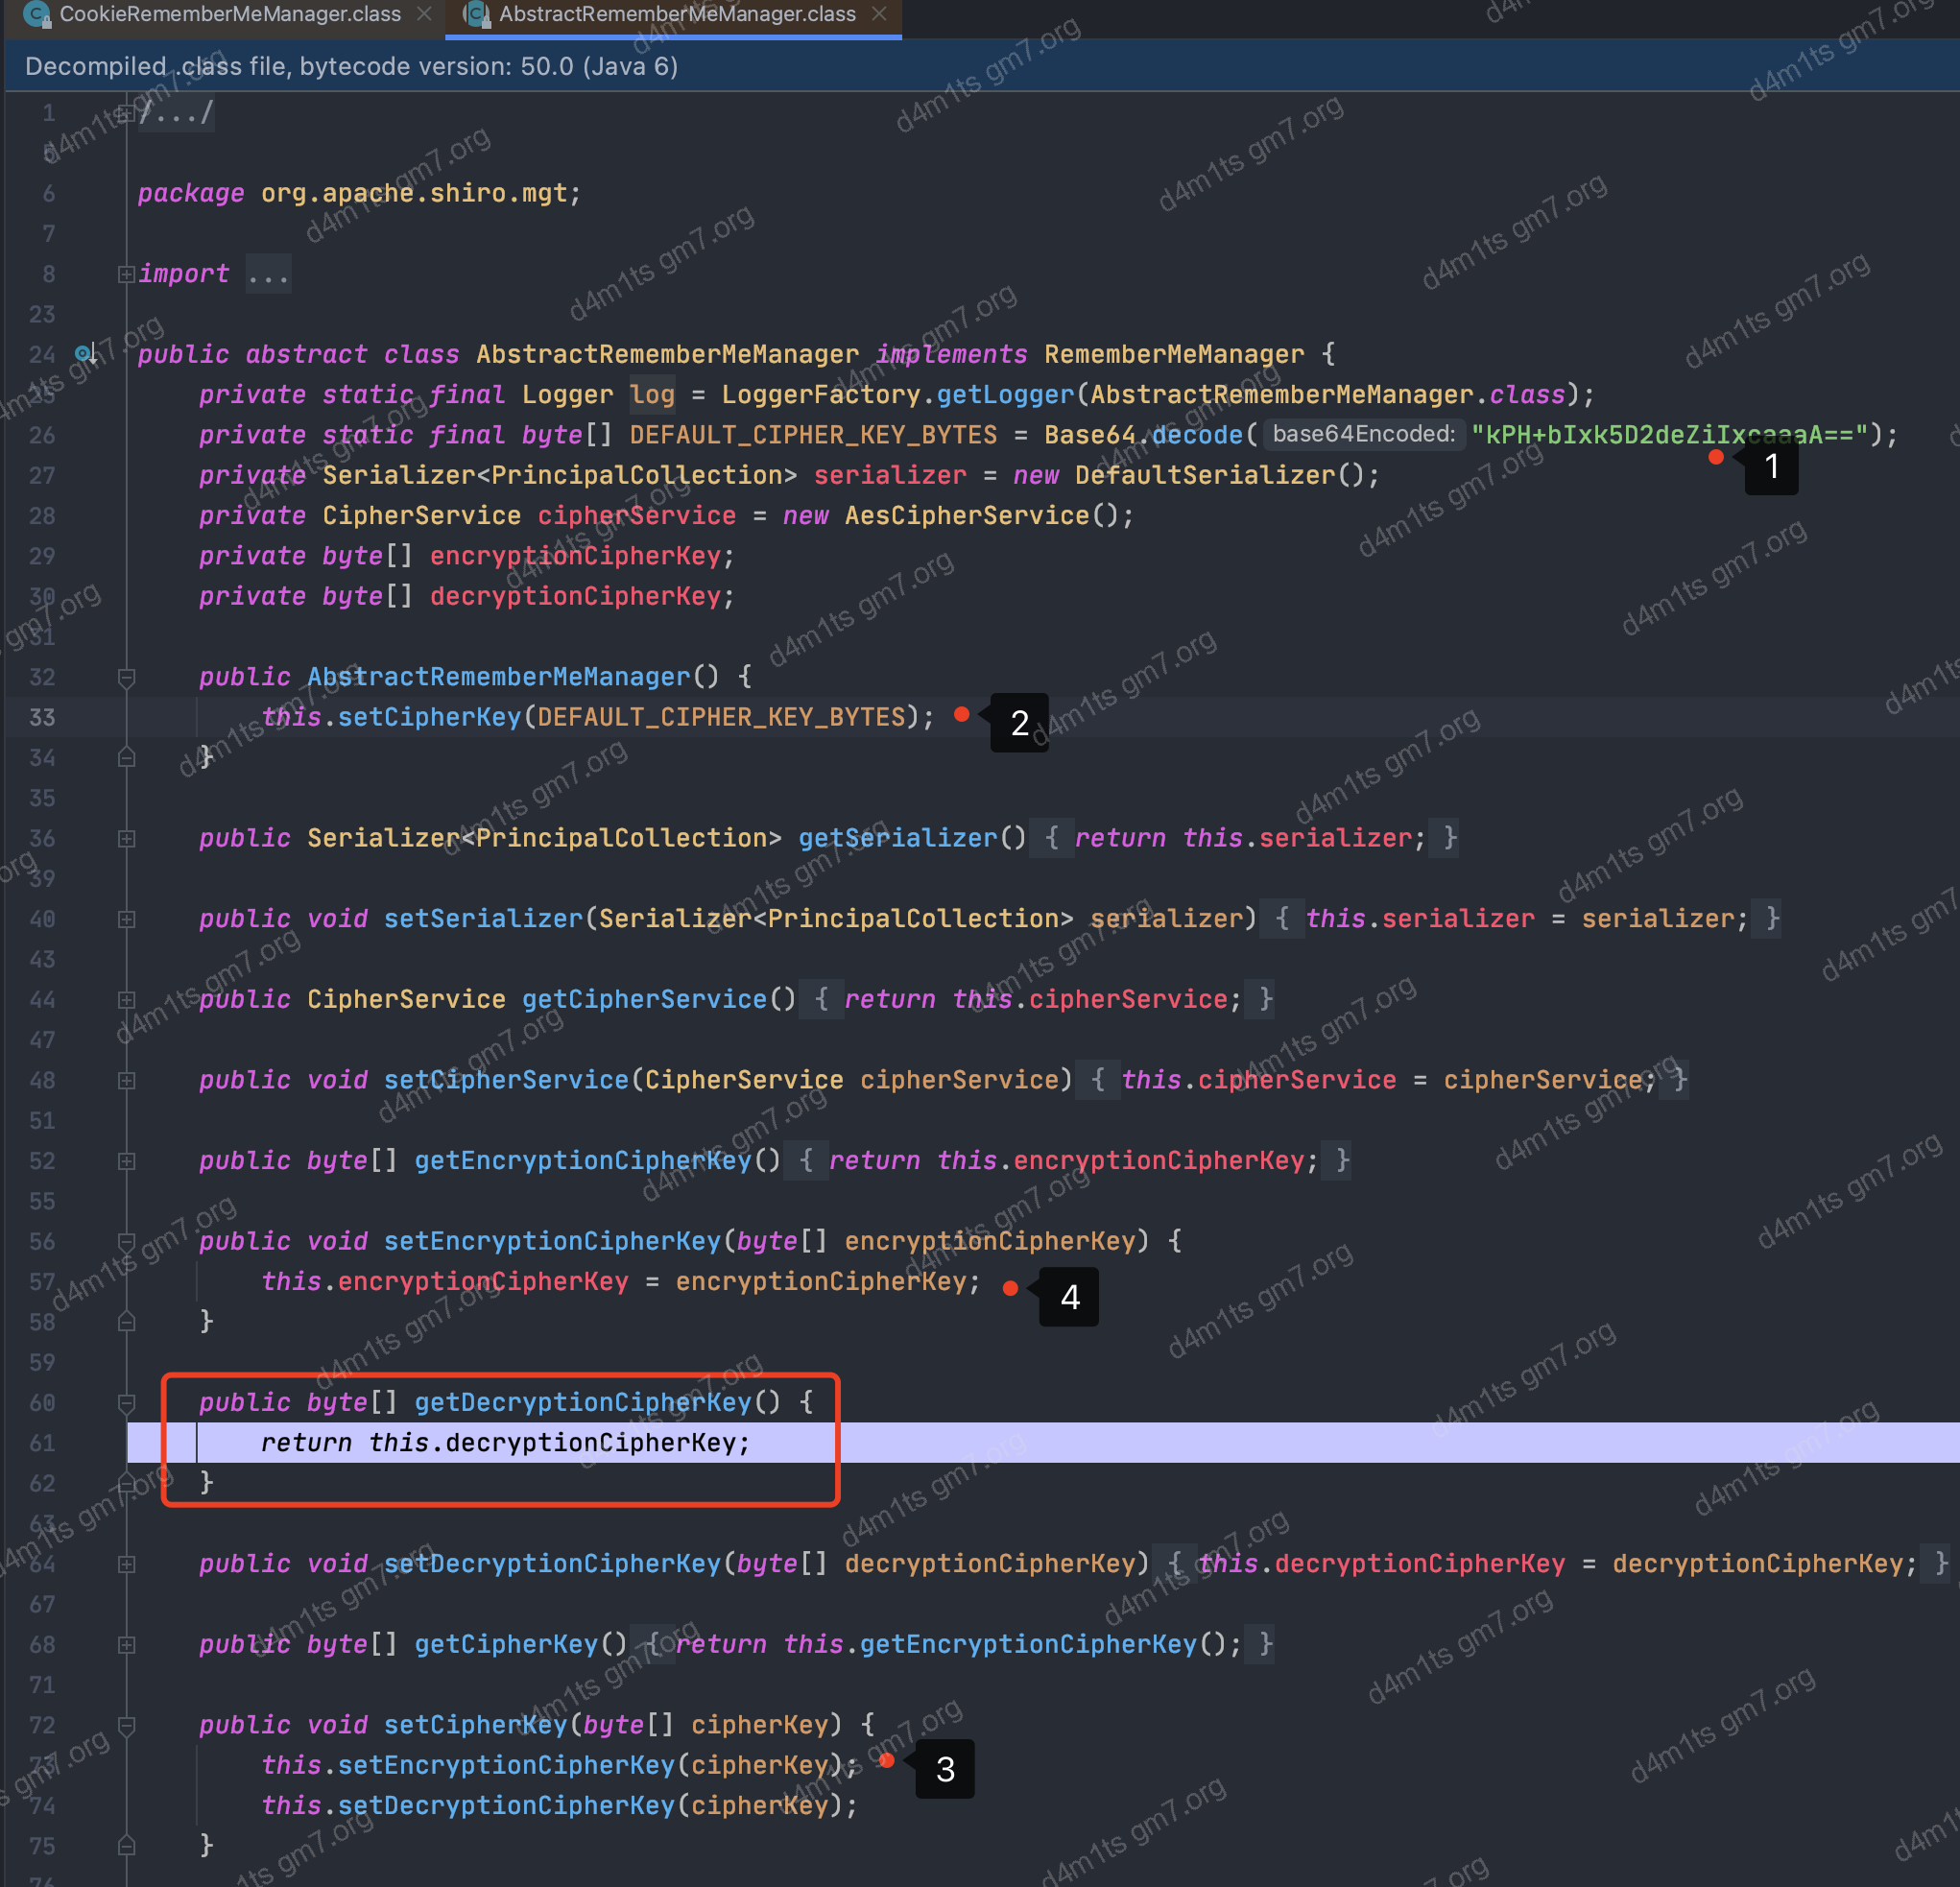 CookieRememberMeManager.class AbstractRememberMeManager.class
Decompiled .class file, bytecode version: 50.0 (Java 6)
1 /.../
5
6 package org.apache.shiro.mgt;
7
8 import ...
23
24 public abstract class AbstractRememberMeManager implements RememberMeManager {
25 private static final Logger log = LoggerFactory.getLogger(AbstractRememberMeManager.class);
26 private static final byte[] DEFAULT_CIPHER_KEY_BYTES = Base64.decode( base64Encoded: "kPH+bIxk5D2deZiIxcaaaA==");
1
27 private Serializer<PrincipalCollection> serializer = new DefaultSerializer();
28 private CipherService cipherService = new AesCipherService();
29 private byte[] encryptionCipherKey;
30 private byte[] decryptionCipherKey;
31
32 public AbstractRememberMeManager() {
33 this.setCipherKey(DEFAULT_CIPHER_KEY_BYTES); 2
34 }
35
36 public Serializer<PrincipalCollection> getSerializer() { return this.serializer; }
39
40 public void setSerializer(Serializer<PrincipalCollection> serializer) { this.serializer = serializer; }
43
44 public CipherService getCipherService() { return this.cipherService; }
47
48 public void setCipherService(CipherService cipherService) { this.cipherService = cipherService; }
51
52 public byte[] getEncryptionCipherKey() { return this.encryptionCipherKey; }
55
56 public void setEncryptionCipherKey(byte[] encryptionCipherKey) {
57 this.encryptionCipherKey = encryptionCipherKey; 4
58 }
59
60 public byte[] getDecryptionCipherKey() {
61 return this.decryptionCipherKey;
62 }
63
64 public void setDecryptionCipherKey(byte[] decryptionCipherKey) { this.decryptionCipherKey = decryptionCipherKey; }
67
68 public byte[] getCipherKey() { return this.getEncryptionCipherKey(); }
71
72 public void setCipherKey(byte[] cipherKey) {
73 this.setEncryptionCipherKey(cipherKey); 3
74 this.setDecryptionCipherKey(cipherKey);
75 }
76
d4m1ts gm7.org